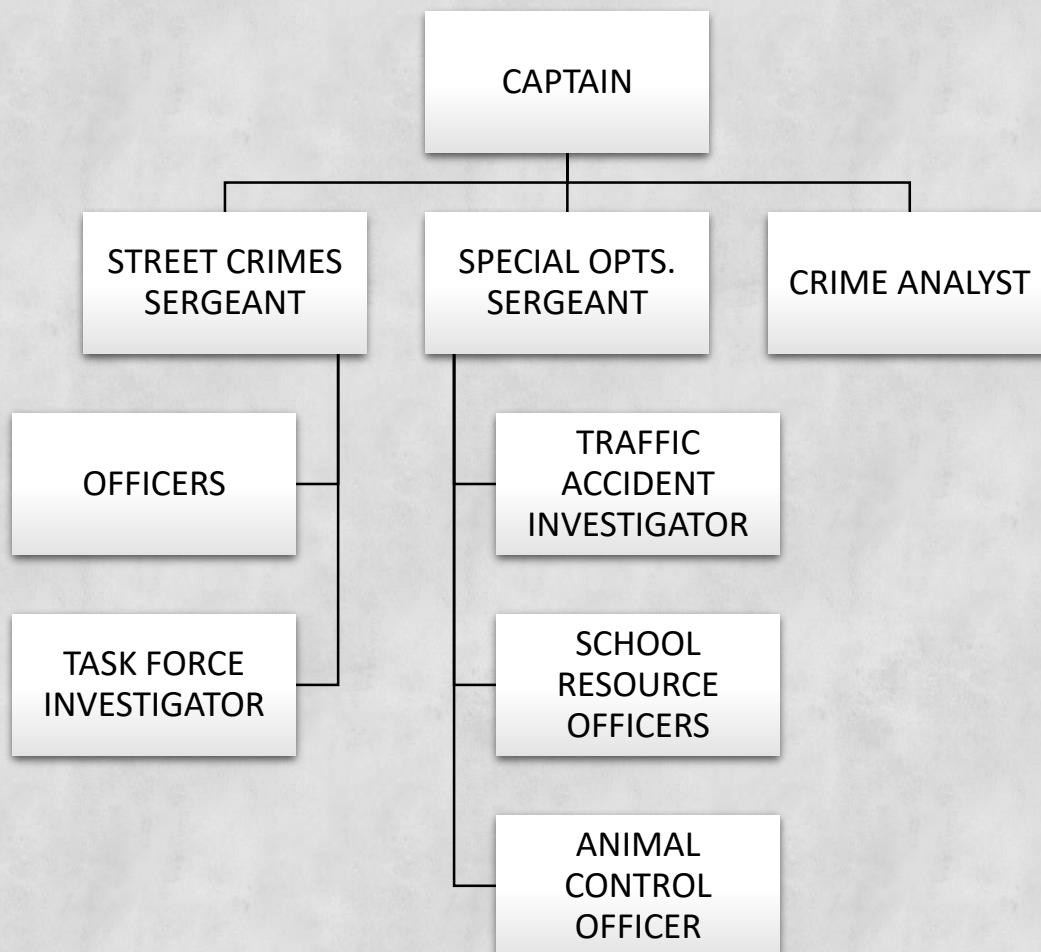 CAPTAIN
STREET CRIMES
SERGEANT
SPECIAL OPTS.
SERGEANT
CRIME ANALYST
OFFICERS
TASK FORCE
INVESTIGATOR
TRAFFIC
ACCIDENT
INVESTIGATOR
SCHOOL
RESOURCE
OFFICERS
ANIMAL
CONTROL
OFFICER